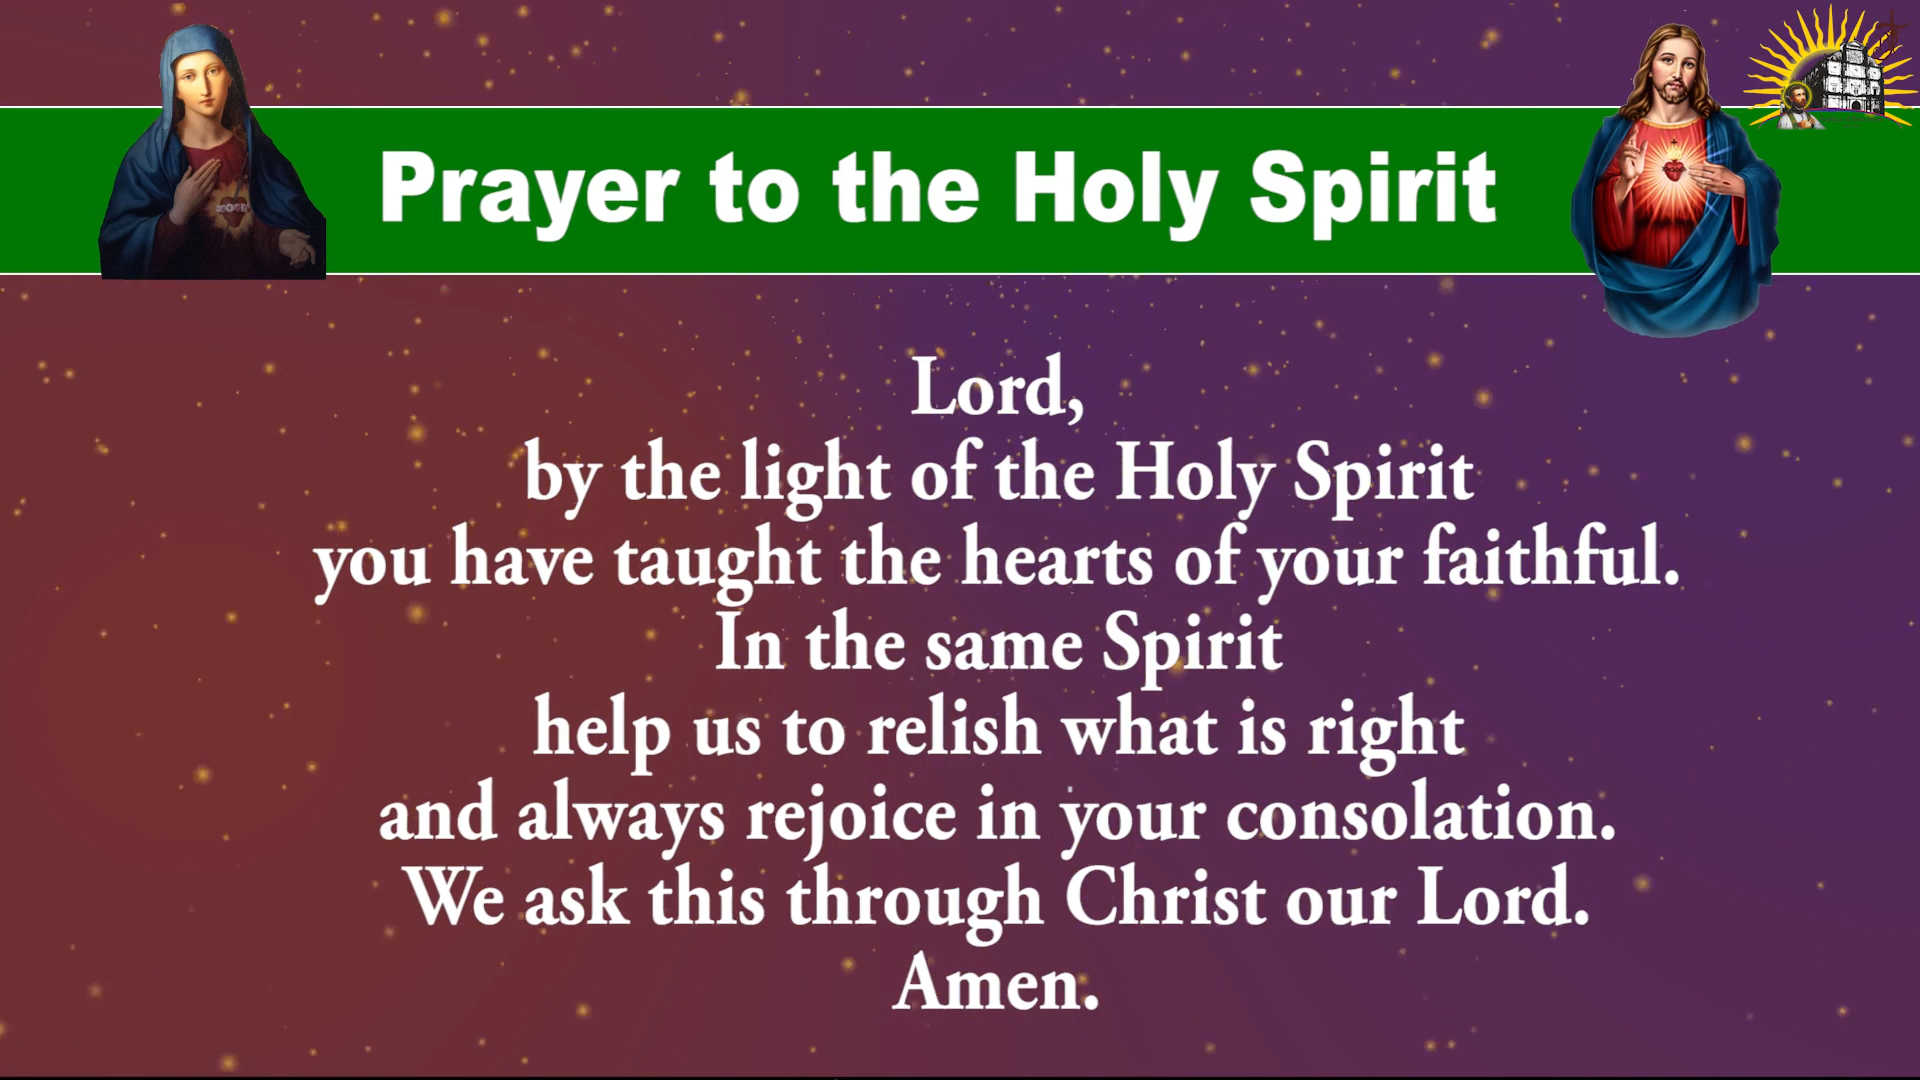 Prayer to the Holy Spirit
Lord,
by the light of the Holy Spirit
you have taught the hearts of your faithful.
In the same Spirit
help us to relish what is right
and always rejoice in your consolation.
We ask this through Christ our Lord.
Amen.